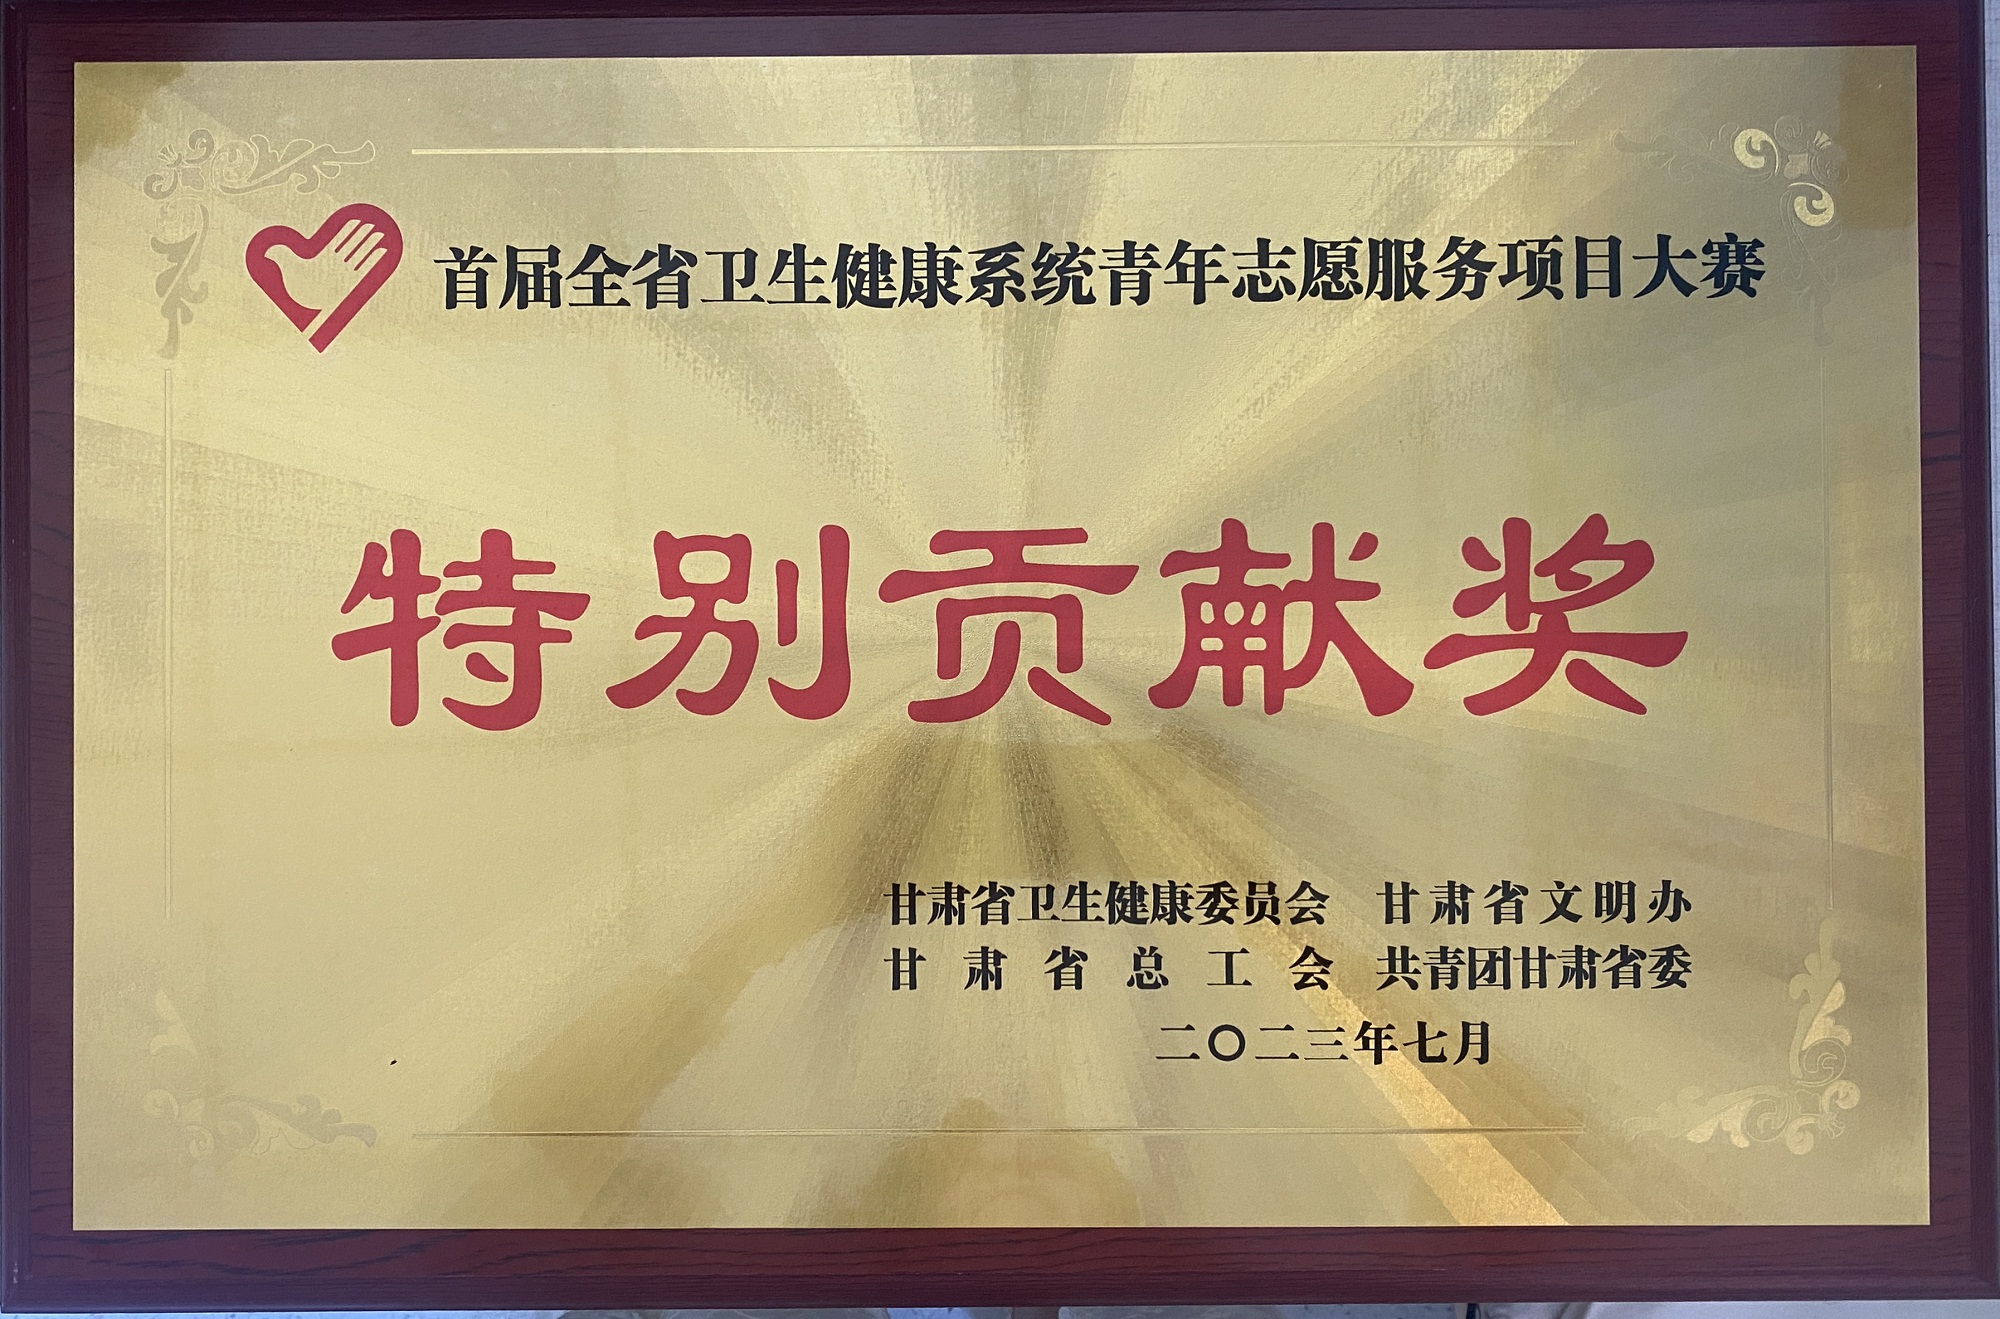 首届全省卫生健康系统青年志愿服务项目大赛
特别贡献奖
甘肃省卫生健康委员会 甘肃省文明办
甘肃省总工会 共青团甘肃省委
二〇二三年七月